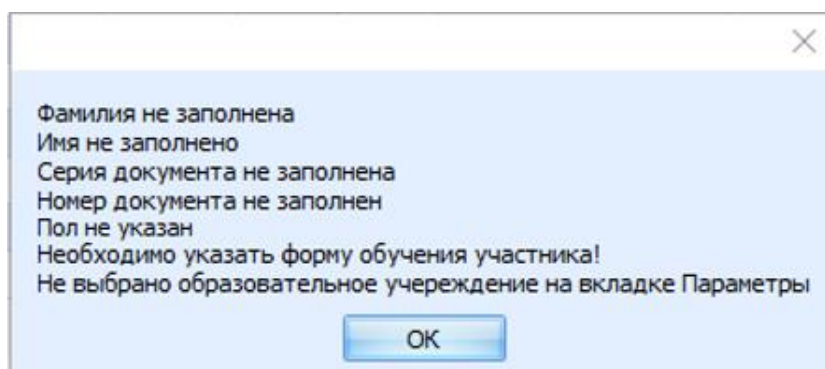 Фамилия не заполнена
Имя не заполнено
Серия документа не заполнена
Номер документа не заполнен
Пол не указан
Необходимо указать форму обучения участника!
Не выбрано образовательное учереждение на вкладке Параметры
ОК